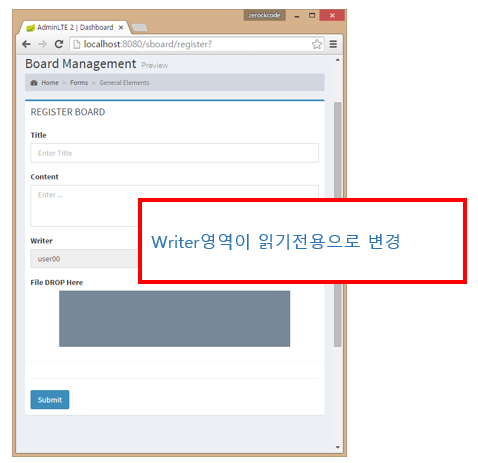 zerockcode
AdminLTE 2 | Dashboard
localhost:8080/sboard/register?
Board Management Preview
Home > Forms > General Elements
REGISTER BOARD
Title
Enter Title
Content
Enter ...
Writer영역이 읽기전용으로 변경
Writer
user00
File DROP Here
Submit